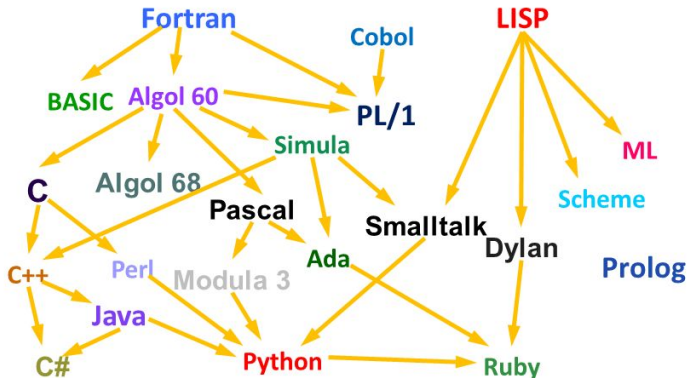 Fortran
LISP
Cobol
BASIC
Algol 60
PL/1
Simula
ML
C
Algol 68
Scheme
Pascal
Smalltalk
Dylan
Ada
Prolog
C++
Perl
Modula 3
Java
C#
Python
Ruby